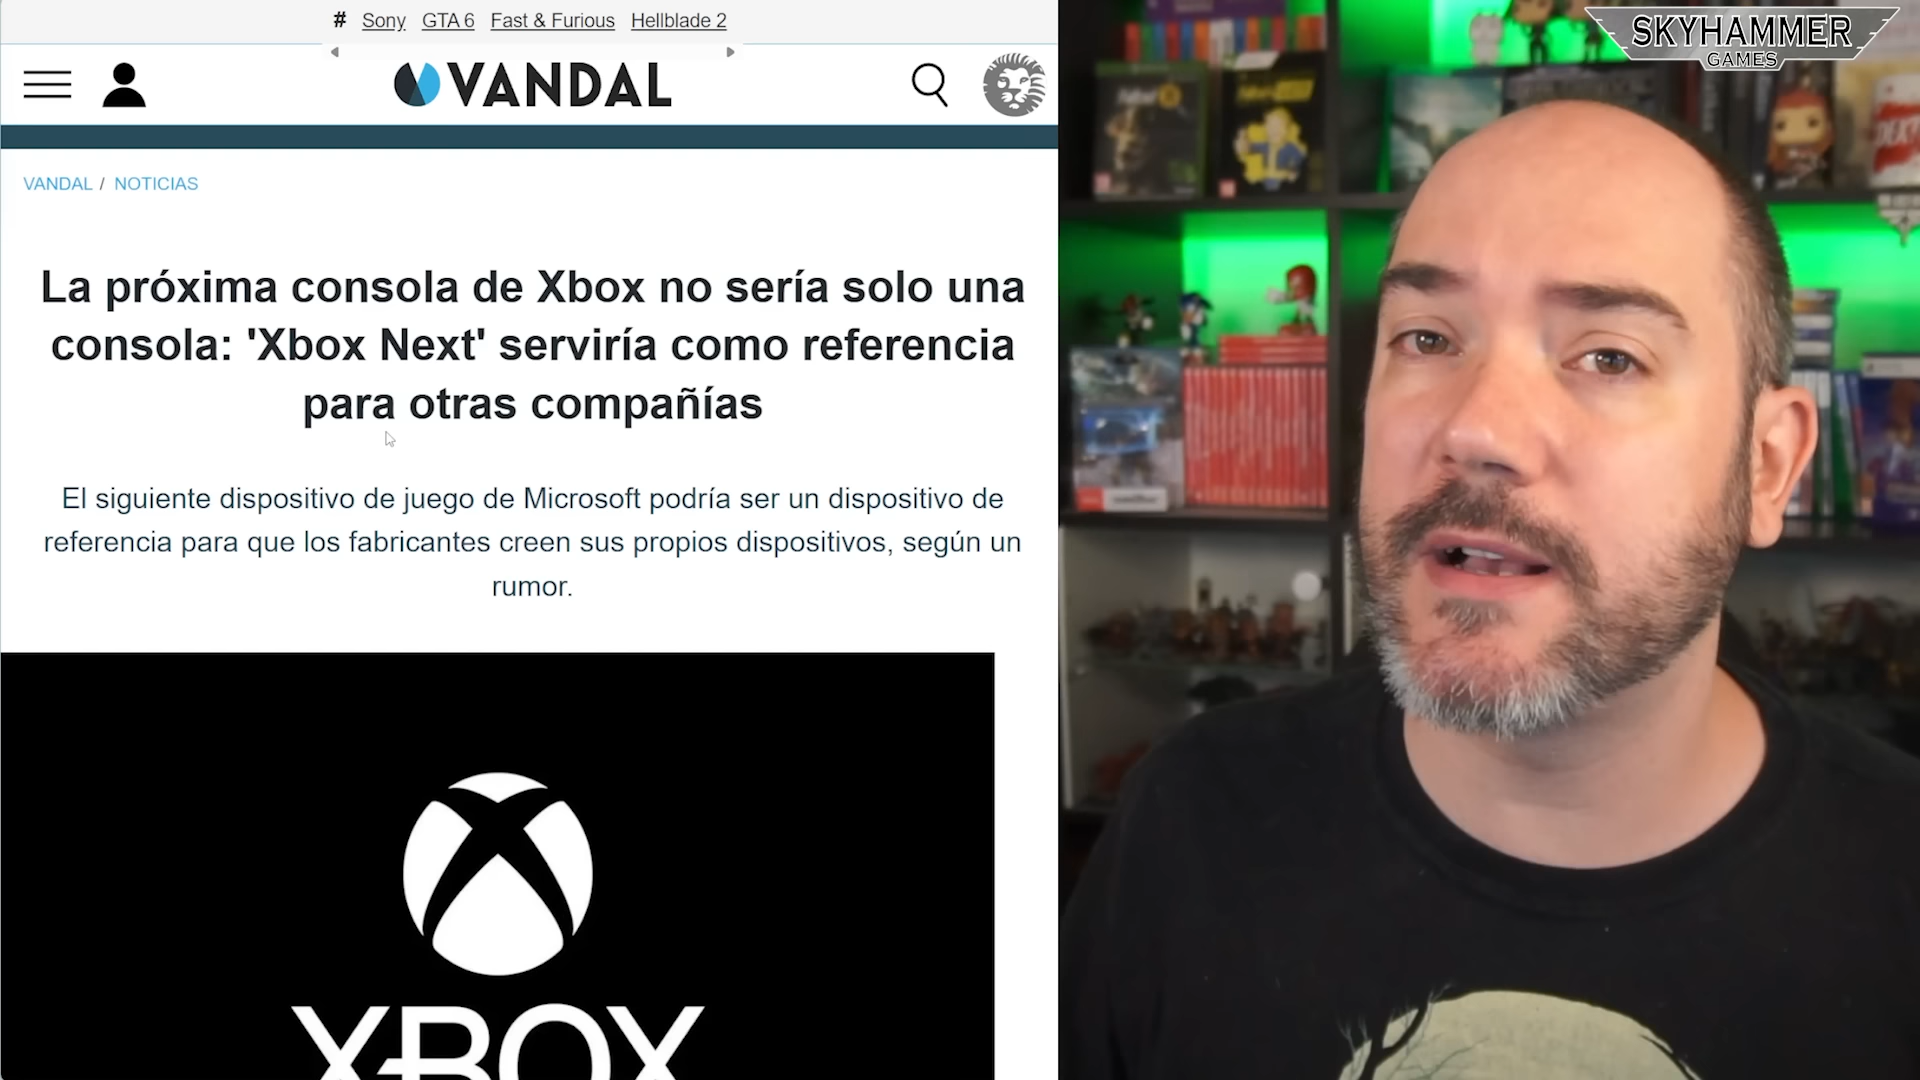 # Sony GTA 6 Fast & Furious Hellblade 2
VANDAL
VANDAL / NOTICIAS
La próxima consola de Xbox no sería solo una
consola: 'Xbox Next' serviría como referencia
para otras compañías
El siguiente dispositivo de juego de Microsoft podría ser un dispositivo de
referencia para que los fabricantes creen sus propios dispositivos, según un
rumor.
XBOX
SKYHAMMER
GAMES